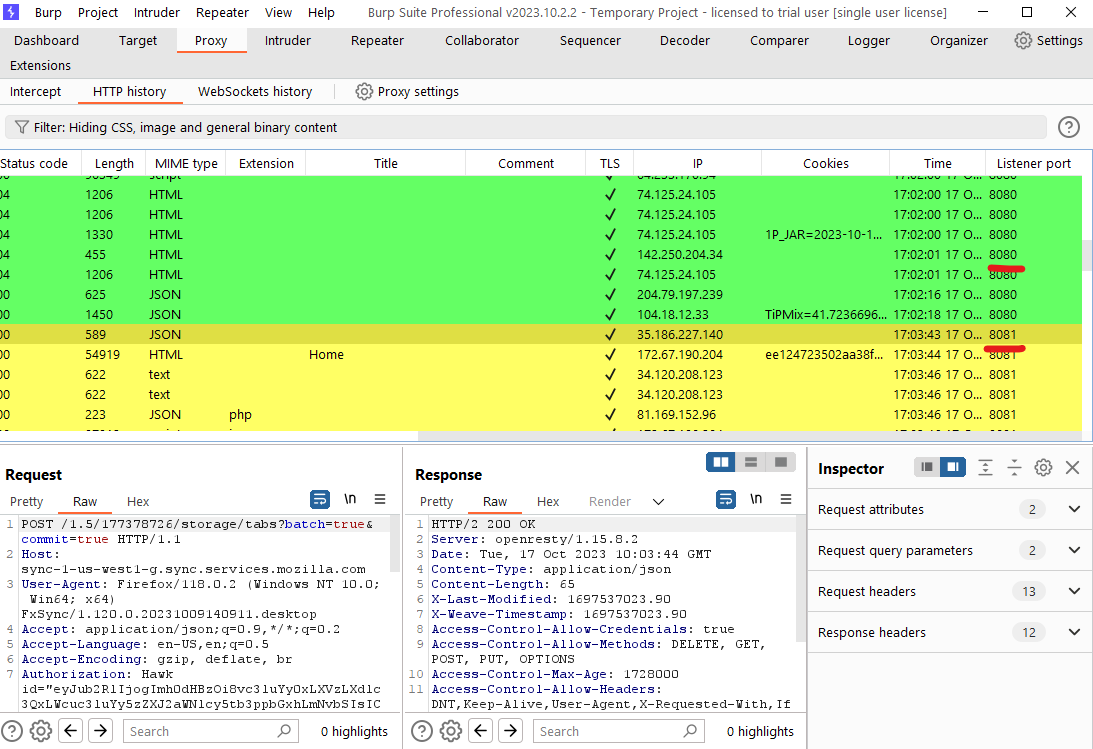 Burp Project Intruder Repeater View Help Burp Suite Professional v2023.10.2.2 - Temporary Project - licensed to trial user [single user license]
Dashboard Target Proxy Intruder Repeater Collaborator Sequencer Decoder Comparer Logger Organizer Settings
Extensions
Intercept HTTP history WebSockets history Proxy settings
Filter: Hiding CSS, image and general binary content
Status code Length MIME type Extension Title Comment TLS IP Cookies Time Listener port
04 1206 HTML 74.125.24.105 17:02:00 17 O... 8080
04 1206 HTML 74.125.24.105 17:02:00 17 O... 8080
04 1330 HTML 74.125.24.105 1P_JAR=2023-10-1... 17:02:00 17 O... 8080
04 455 HTML 142.250.204.34 17:02:01 17 O... 8080
04 1206 HTML 74.125.24.105 17:02:01 17 O... 8080
00 625 JSON 204.79.197.239 17:02:16 17 O... 8080
00 1450 JSON 104.18.12.33 TiPMix=41.7236696... 17:02:18 17 O... 8080
00 589 JSON 35.186.227.140 17:03:43 17 O... 8081
00 54919 HTML Home 172.67.190.204 ee124723502aa38f... 17:03:44 17 O... 8081
00 622 text 34.120.208.123 17:03:46 17 O... 8081
00 622 text 34.120.208.123 17:03:46 17 O... 8081
00 223 JSON php 81.169.152.96 17:03:46 17 O... 8081
Request
Pretty Raw Hex \n
1 POST /1.5/177378726/storage/tabs?batch=true&
commit=true HTTP/1.1
2 Host:
sync-1-us-west1-g.sync.services.mozilla.com
3 User-Agent: Firefox/118.0.2 (Windows NT 10.0;
Win64; x64)
FxSync/1.120.0.20231009140911.desktop
4 Accept: application/json;q=0.9,*/*;q=0.2
5 Accept-Language: en-US,en;q=0.5
6 Accept-Encoding: gzip, deflate, br
7 Authorization: Hawk
Search 0 highlights
Response
Pretty Raw Hex Render \n
1 HTTP/2 200 OK
2 Server: openresty/1.15.8.2
3 Date: Tue, 17 Oct 2023 10:03:44 GMT
4 Content-Type: application/json
5 Content-Length: 65
6 X-Last-Modified: 1697537023.90
7 X-Weave-Timestamp: 1697537023.90
8 Access-Control-Allow-Credentials: true
9 Access-Control-Allow-Methods: DELETE, GET,
POST, PUT, OPTIONS
10 Access-Control-Max-Age: 1728000
11 Access-Control-Allow-Headers:
DNT,Keep-Alive,User-Agent,X-Requested-With,If
Search 0 highlights
Inspector
Request attributes 2
Request query parameters 2
Request headers 13
Response headers 12